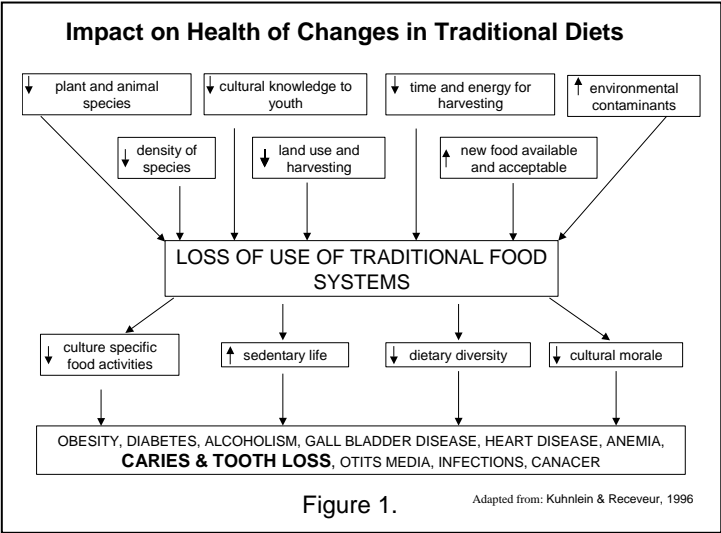 Impact on Health of Changes in Traditional Diets
↓ plant and animal
species
↓ cultural knowledge to
youth
↓ time and energy for
harvesting
↑ environmental
contaminants
↓ density of
species
↓ land use and
harvesting
↑ new food available
and acceptable
LOSS OF USE OF TRADITIONAL FOOD
SYSTEMS
↓ culture specific
food activities
↑ sedentary life
↓ dietary diversity
↓ cultural morale
OBESITY, DIABETES, ALCOHOLISM, GALL BLADDER DISEASE, HEART DISEASE, ANEMIA,
CARIES & TOOTH LOSS, OTITS MEDIA, INFECTIONS, CANACER
Figure 1.
Adapted from: Kuhnlein & Receveur, 1996